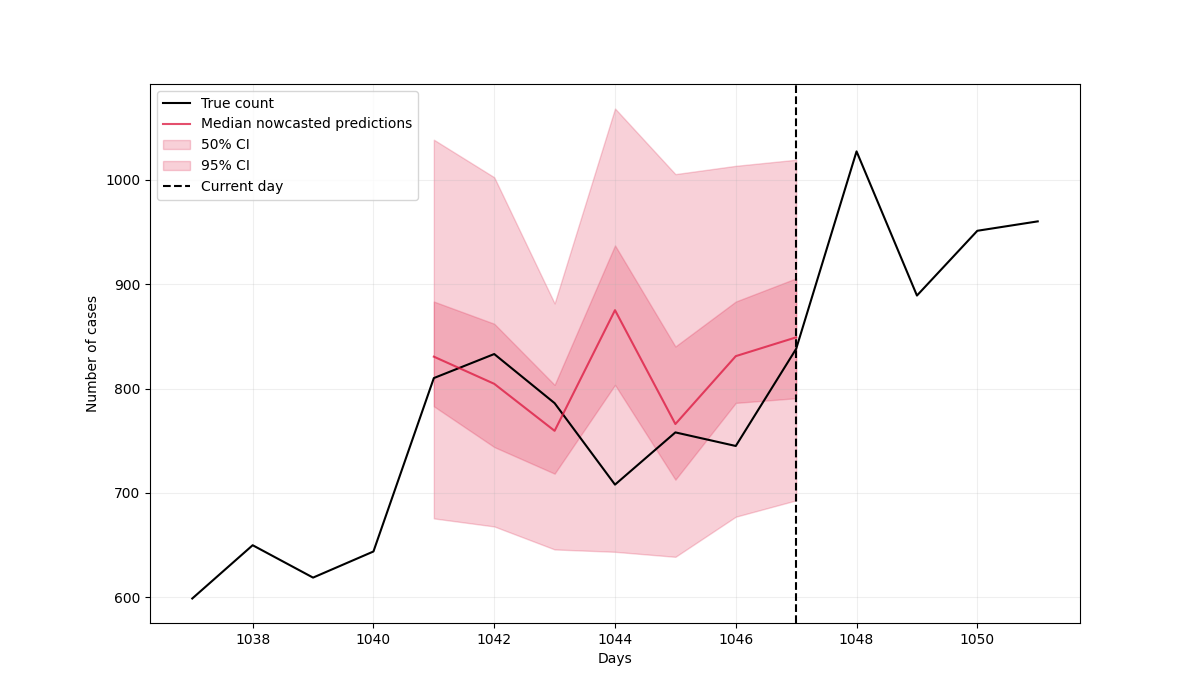 True count
Median nowcasted predictions
50% CI
95% CI
Current day
1000
900
800
700
600
Number of cases
1038 1040 1042 1044 1046 1048 1050
Days